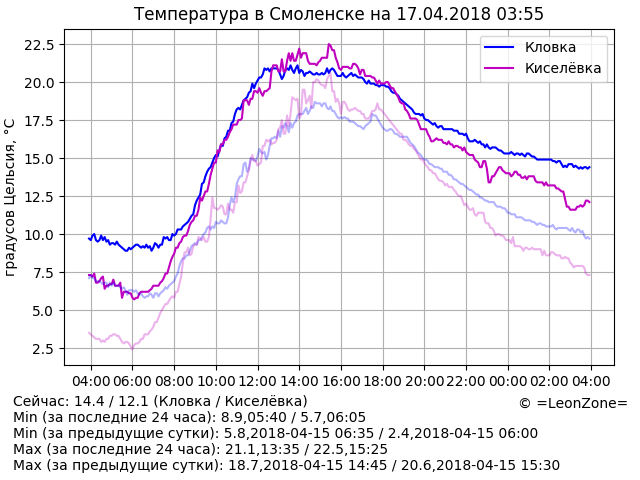 Температура в Смоленске на 17.04.2018 03:55
градусов Цельсия, °C
22.5
20.0
17.5
15.0
12.5
10.0
7.5
5.0
2.5
Кловка
Киселёвка
04:00 06:00 08:00 10:00 12:00 14:00 16:00 18:00 20:00 22:00 00:00 02:00 04:00
Сейчас: 14.4 / 12.1 (Кловка / Киселёвка)
© =LeonZone=
Min (за последние 24 часа): 8.9,05:40 / 5.7,06:05
Min (за предыдущие сутки): 5.8,2018-04-15 06:35 / 2.4,2018-04-15 06:00
Max (за последние 24 часа): 21.1,13:35 / 22.5,15:25
Max (за предыдущие сутки): 18.7,2018-04-15 14:45 / 20.6,2018-04-15 15:30